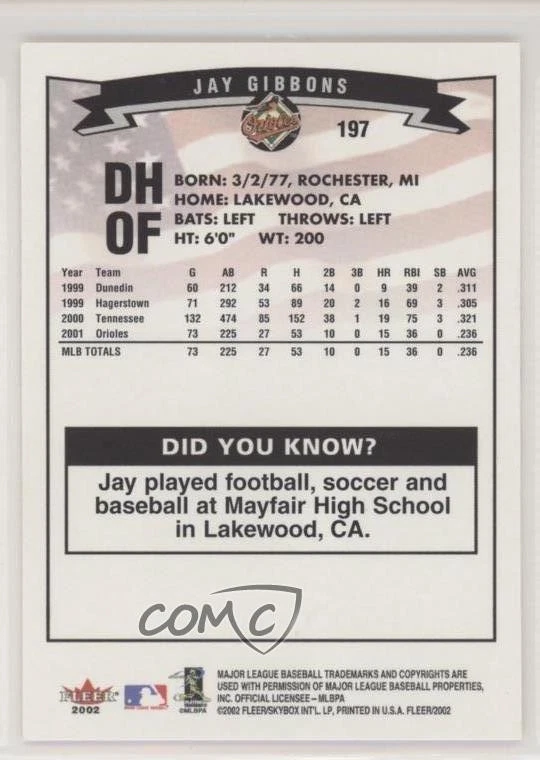 JAY GIBBONS
Orioles
197
DH
OF
BORN: 3/2/77, ROCHESTER, MI
HOME: LAKEWOOD, CA
BATS: LEFT THROWS: LEFT
HT: 6'0" WT: 200
Year Team G AB R H 2B 3B HR RBI SB AVG
1999 Dunedin 60 212 34 66 14 0 9 39 2 .311
1999 Hagerstown 71 292 53 89 20 2 16 69 3 .305
2000 Tennessee 132 474 85 152 38 1 19 75 3 .321
2001 Orioles 73 225 27 53 10 0 15 36 0 .236
MLB TOTALS 73 225 27 53 10 0 15 36 0 .236
DID YOU KNOW?
Jay played football, soccer and
baseball at Mayfair High School
in Lakewood, CA.
COMC
FLEER
2002
©MLBPA
MAJOR LEAGUE BASEBALL TRADEMARKS AND COPYRIGHTS ARE
USED WITH PERMISSION OF MAJOR LEAGUE BASEBALL PROPERTIES,
INC. OFFICIAL LICENSEE – MLBPA
©2002 FLEER/SKYBOX INT'L. LP, PRINTED IN U.S.A. FLEER/2002